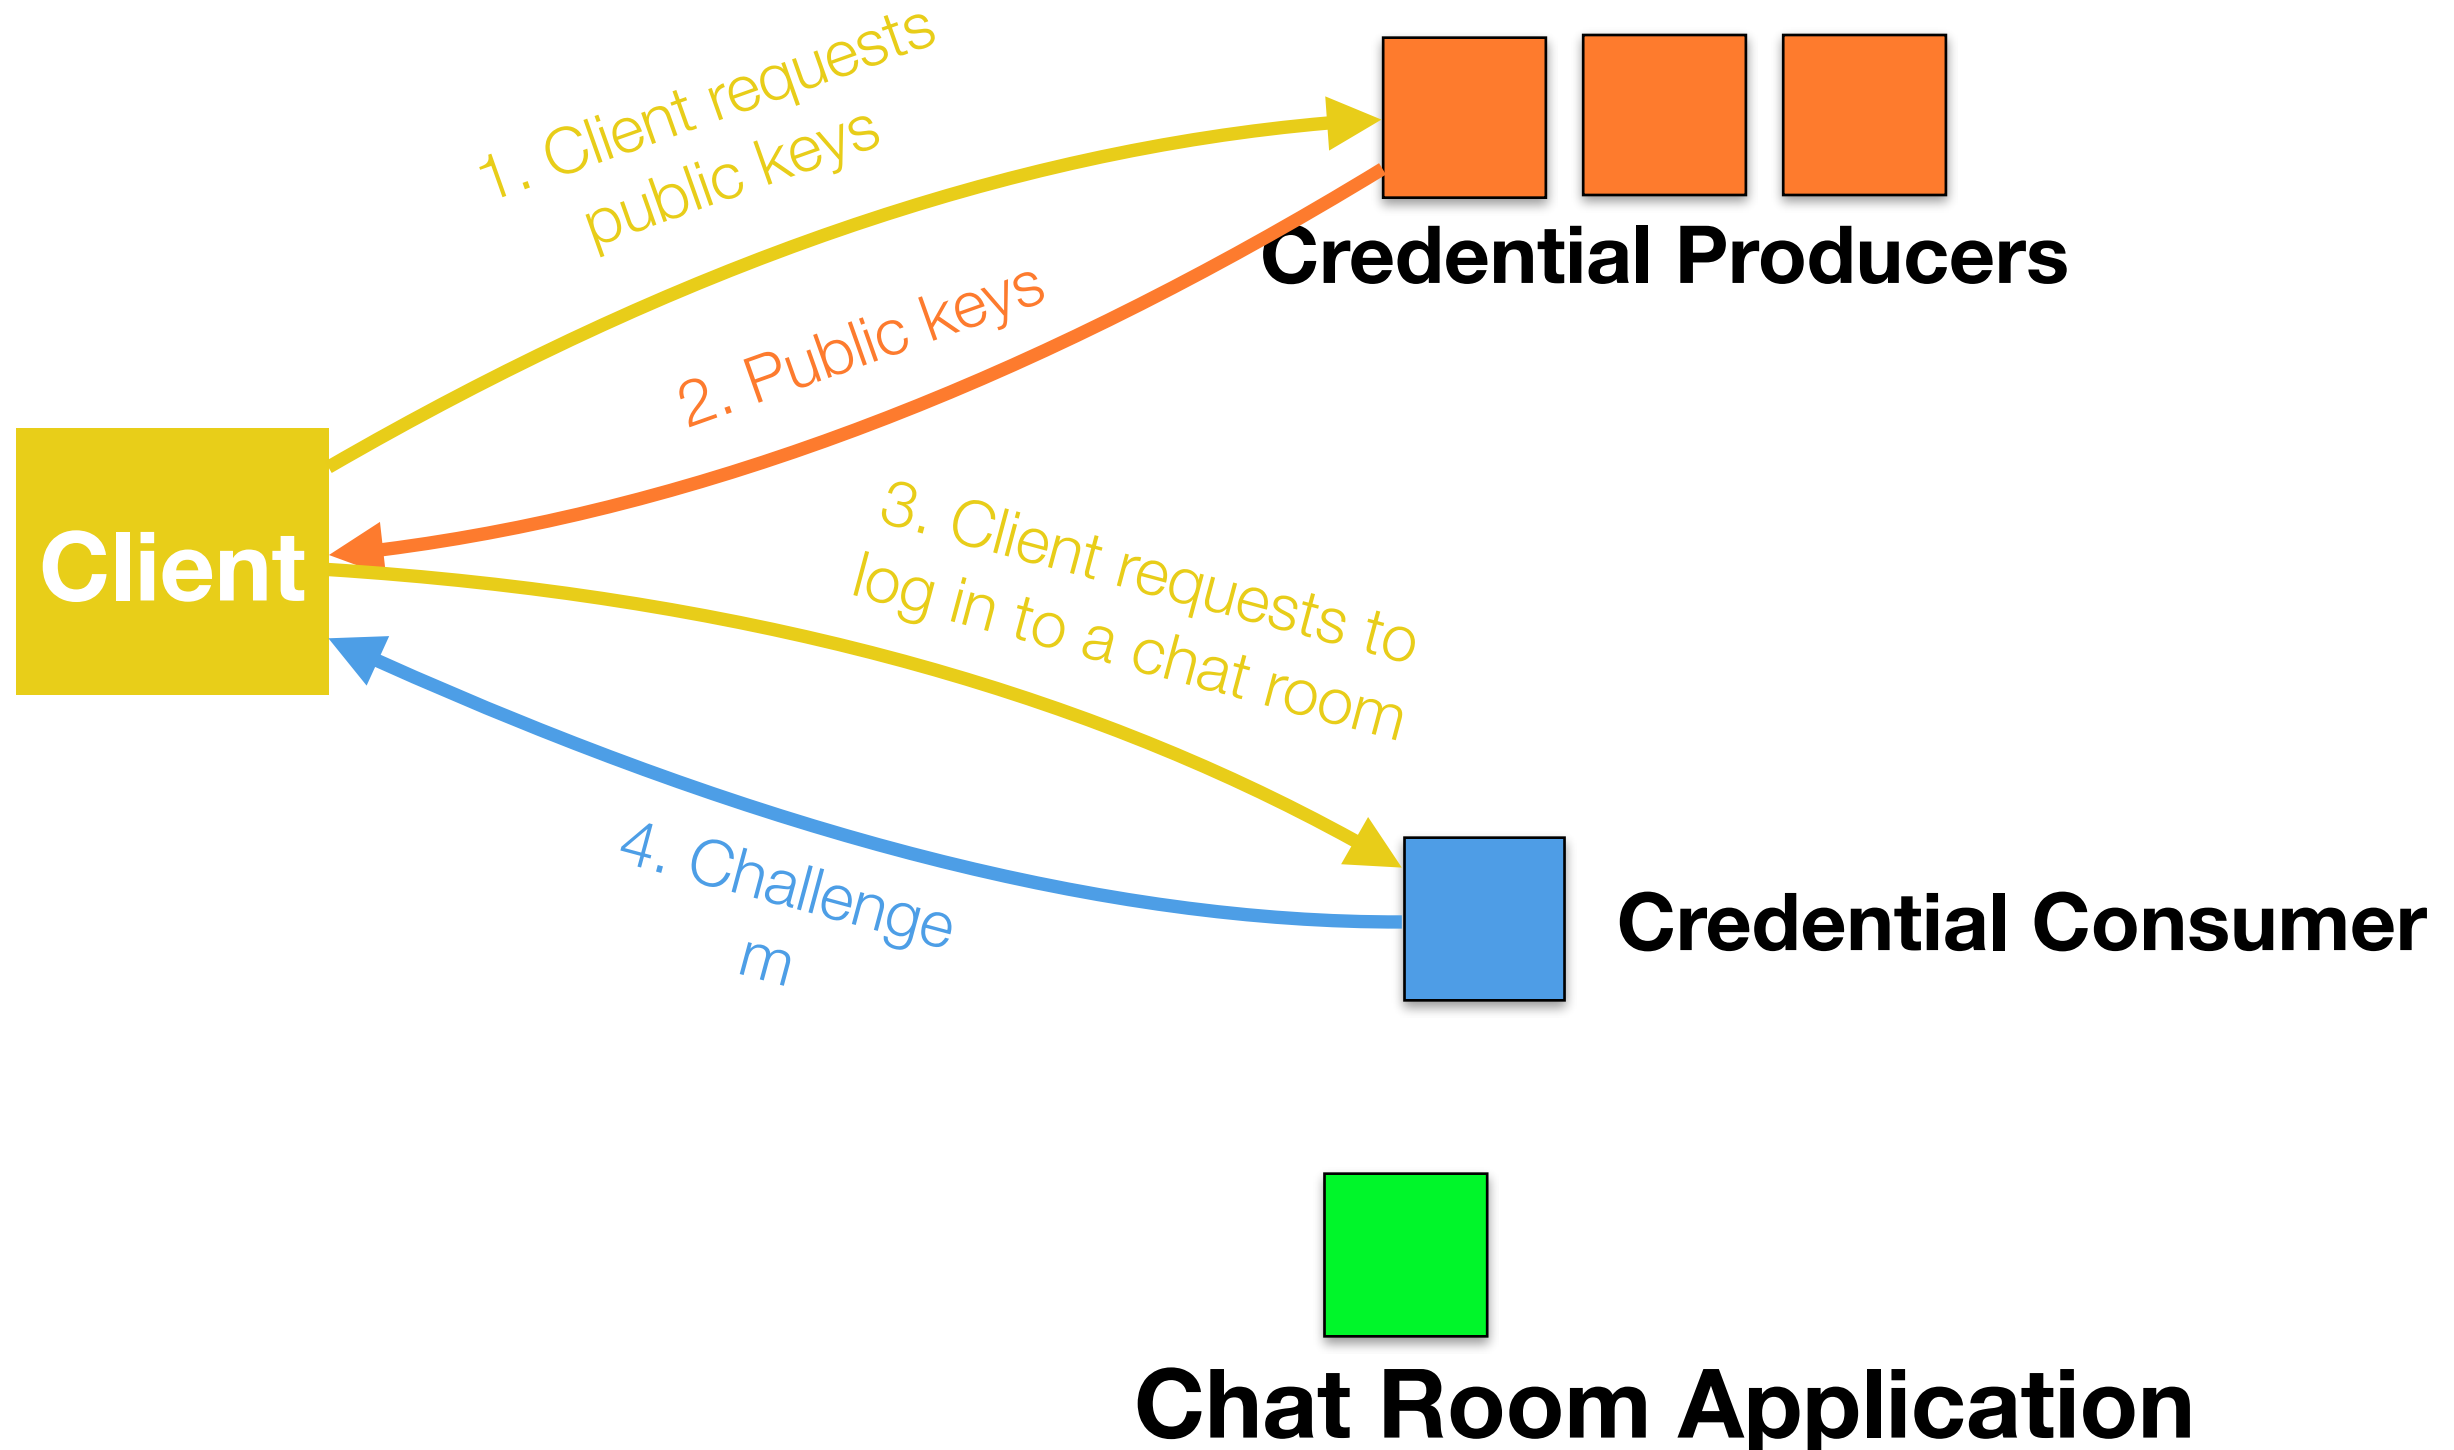 1. Client requests
public keys
Credential Producers
2. Public keys
Client
3. Client requests to
log in to a chat room
4. Challenge
m
Credential Consumer
Chat Room Application